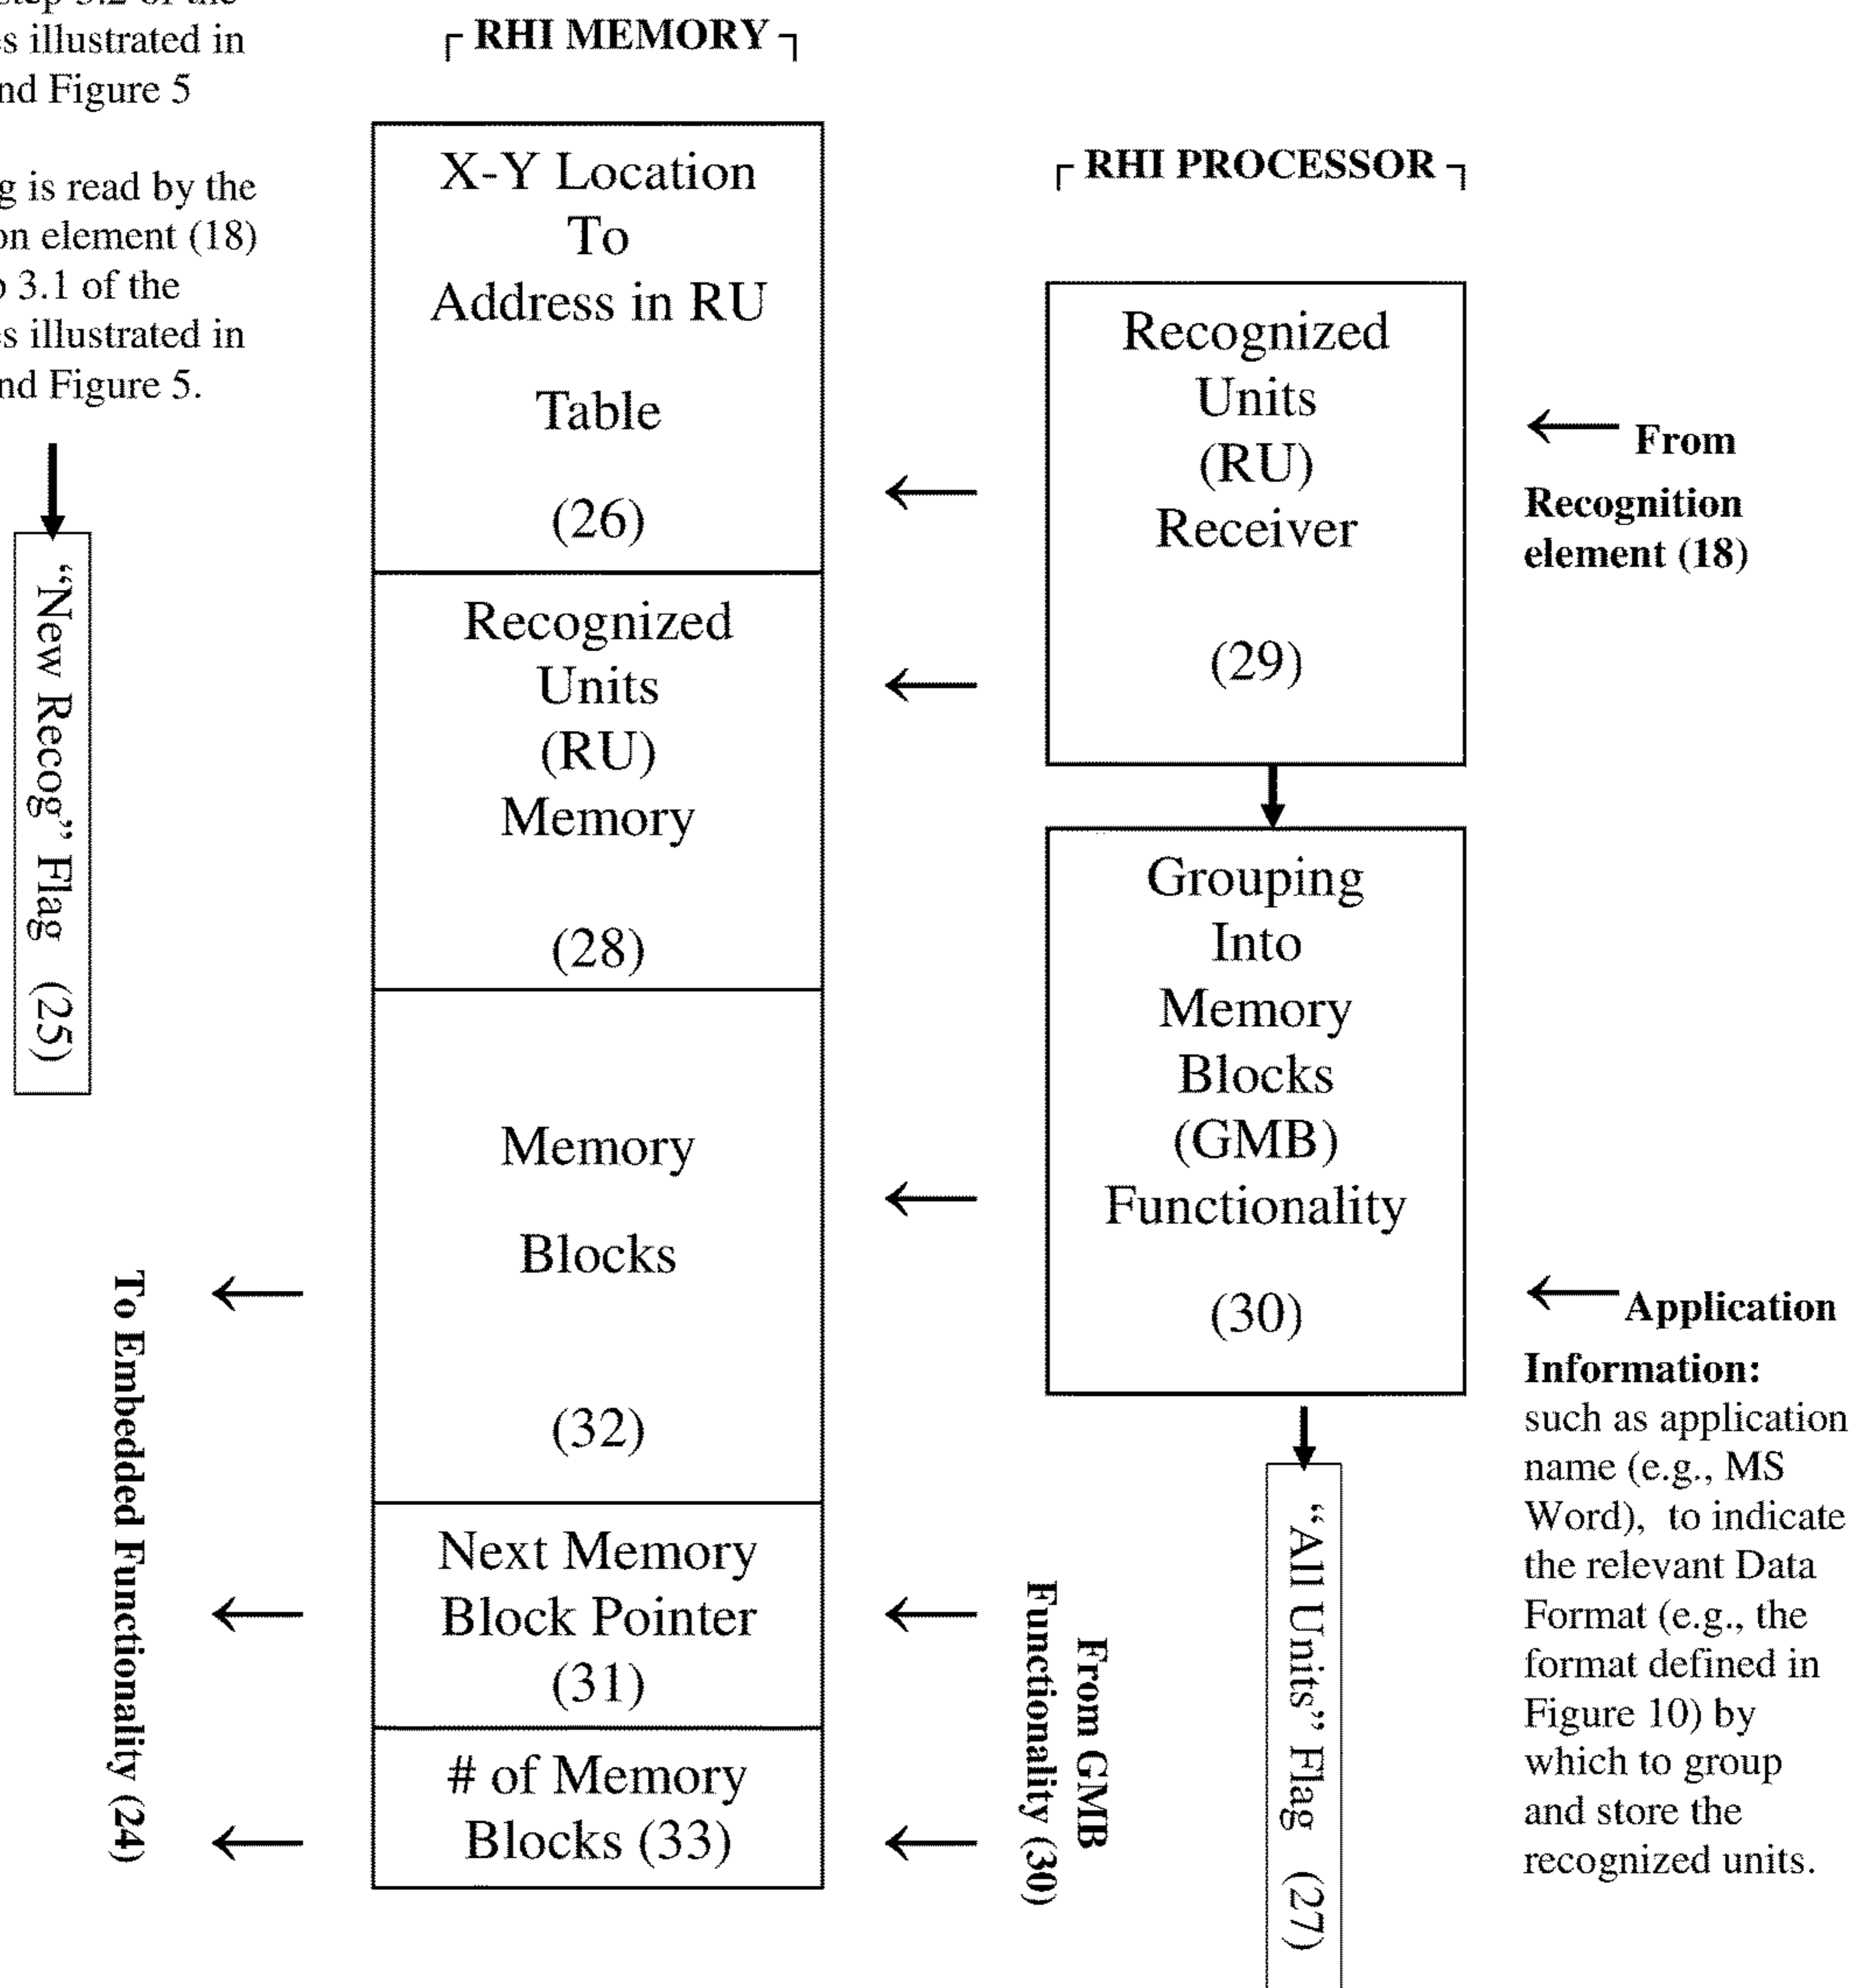 step 3.2 of the
s illustrated in
nd Figure 5
g is read by the
on element (18)
3.1 of the
s illustrated in
nd Figure 5.
“New Recog” Flag (25)
RHI MEMORY
X-Y Location
To
Address in RU
Table
(26)
Recognized
Units
(RU)
Memory
(28)
Memory
Blocks
(32)
Next Memory
Block Pointer
(31)
# of Memory
Blocks (33)
To Embedded Functionality (24)
RHI PROCESSOR
Recognized
Units
(RU)
Receiver
(29)
Grouping
Into
Memory
Blocks
(GMB)
Functionality
(30)
From GMB
Functionality (30)
“All Units” Flag (27)
From
Recognition
element (18)
Application
Information:
such as application
name (e.g., MS
Word), to indicate
the relevant Data
Format (e.g., the
format defined in
Figure 10) by
which to group
and store the
recognized units.